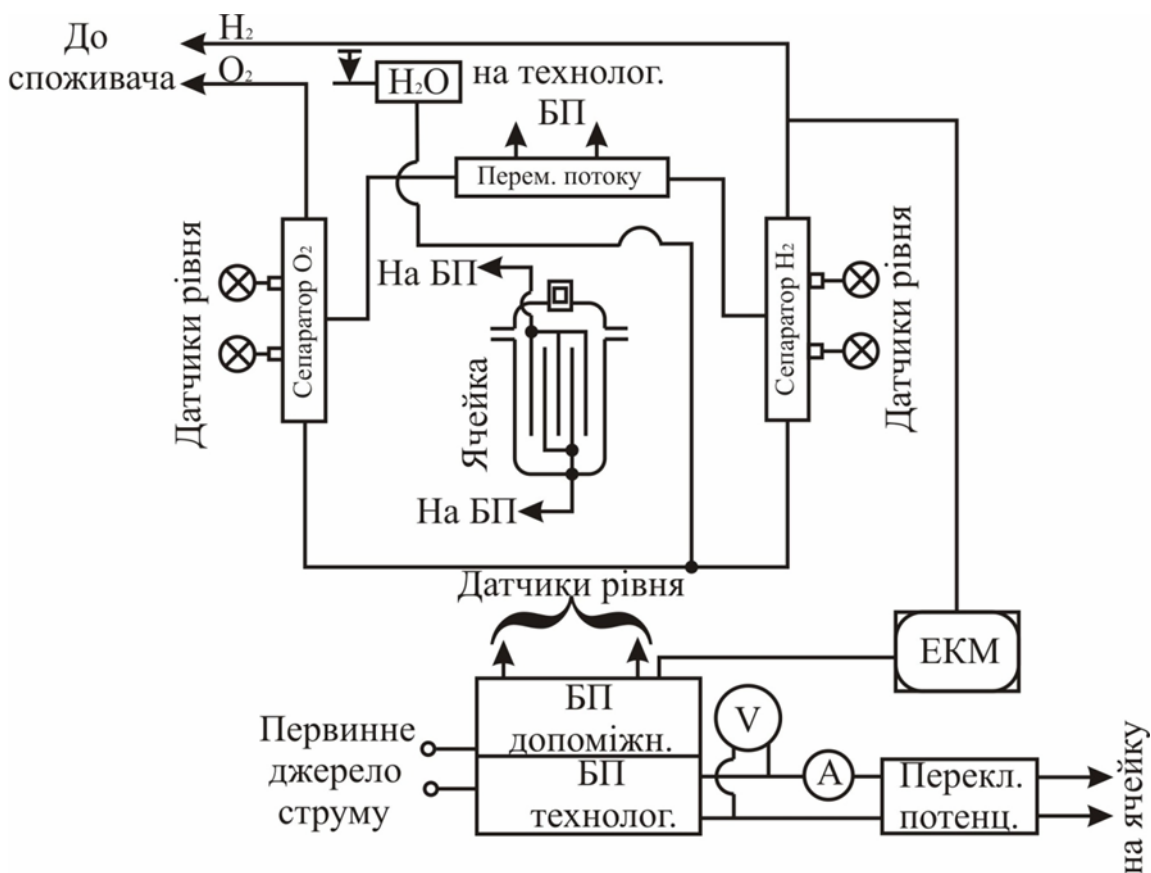 До
споживача
H₂
O₂
H₂O
на технолог.
БП
Перем. потоку
Датчики рівня
Сепаратор O₂
На БП
Ячейка
На БП
Сепаратор H₂
Датчики рівня
Датчики рівня
ЕКМ
Первинне
джерело
струму
БП
допоміжн.
БП
технолог.
V
A
Перекл.
потенц.
на ячейку